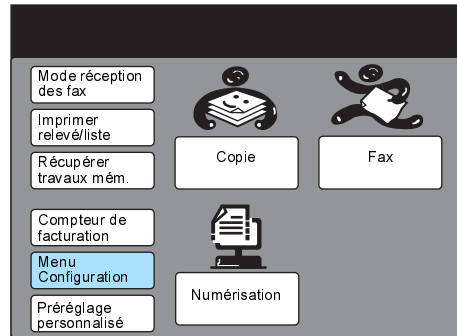 Mode réception
des fax
Imprimer
relevé/liste
Récupérer
travaux mém.
Compteur de
facturation
Menu
Configuration
Préréglage
personnalisé
Copie
Fax
Numérisation